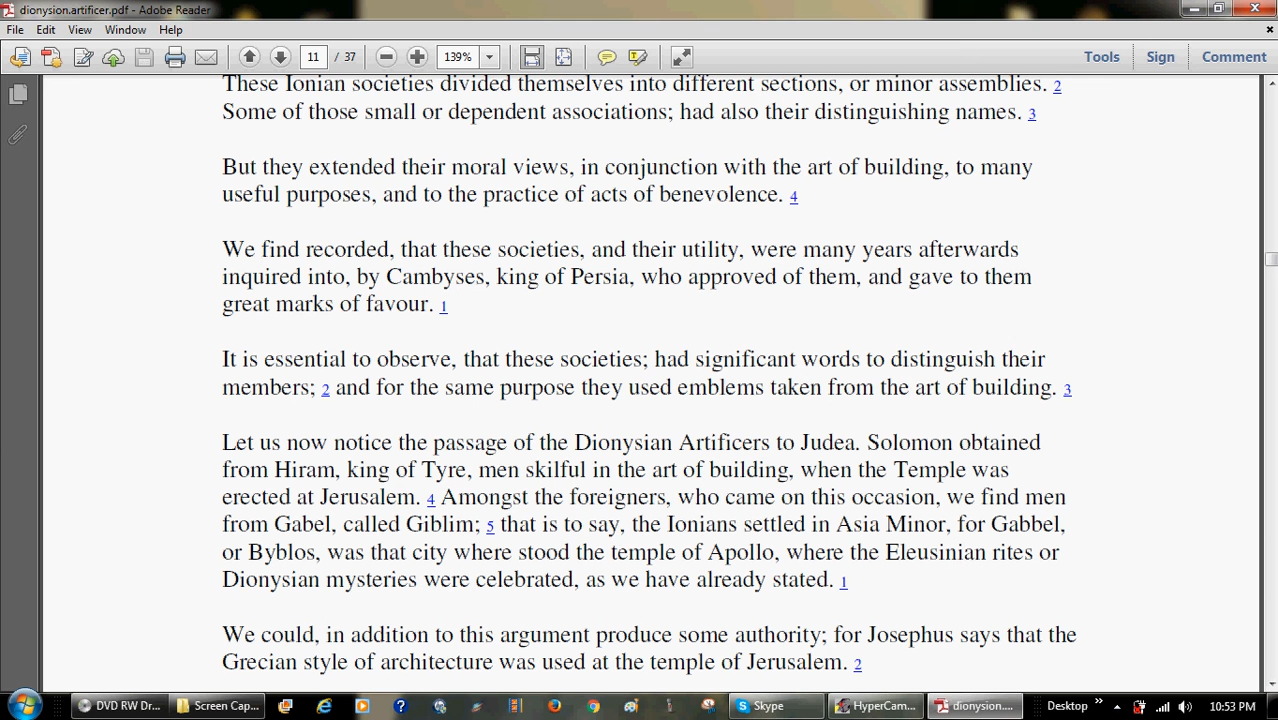 dionysion.artificer.pdf - Adobe Reader
File Edit View Window Help
11 / 37 139% Tools Sign Comment
These Ionian societies divided themselves into different sections, or minor assemblies. 2
Some of those small or dependent associations; had also their distinguishing names. 3
But they extended their moral views, in conjunction with the art of building, to many
useful purposes, and to the practice of acts of benevolence. 4
We find recorded, that these societies, and their utility, were many years afterwards
inquired into, by Cambyses, king of Persia, who approved of them, and gave to them
great marks of favour. 1
It is essential to observe, that these societies; had significant words to distinguish their
members; 2 and for the same purpose they used emblems taken from the art of building. 3
Let us now notice the passage of the Dionysian Artificers to Judea. Solomon obtained
from Hiram, king of Tyre, men skilful in the art of building, when the Temple was
erected at Jerusalem. 4 Amongst the foreigners, who came on this occasion, we find men
from Gabel, called Giblim; 5 that is to say, the Ionians settled in Asia Minor, for Gabbel,
or Byblos, was that city where stood the temple of Apollo, where the Eleusinian rites or
Dionysian mysteries were celebrated, as we have already stated. 1
We could, in addition to this argument produce some authority; for Josephus says that the
Grecian style of architecture was used at the temple of Jerusalem. 2
DVD RW Dr... Screen Cap... Skype HyperCam... dionysion.... Desktop » 10:53 PM